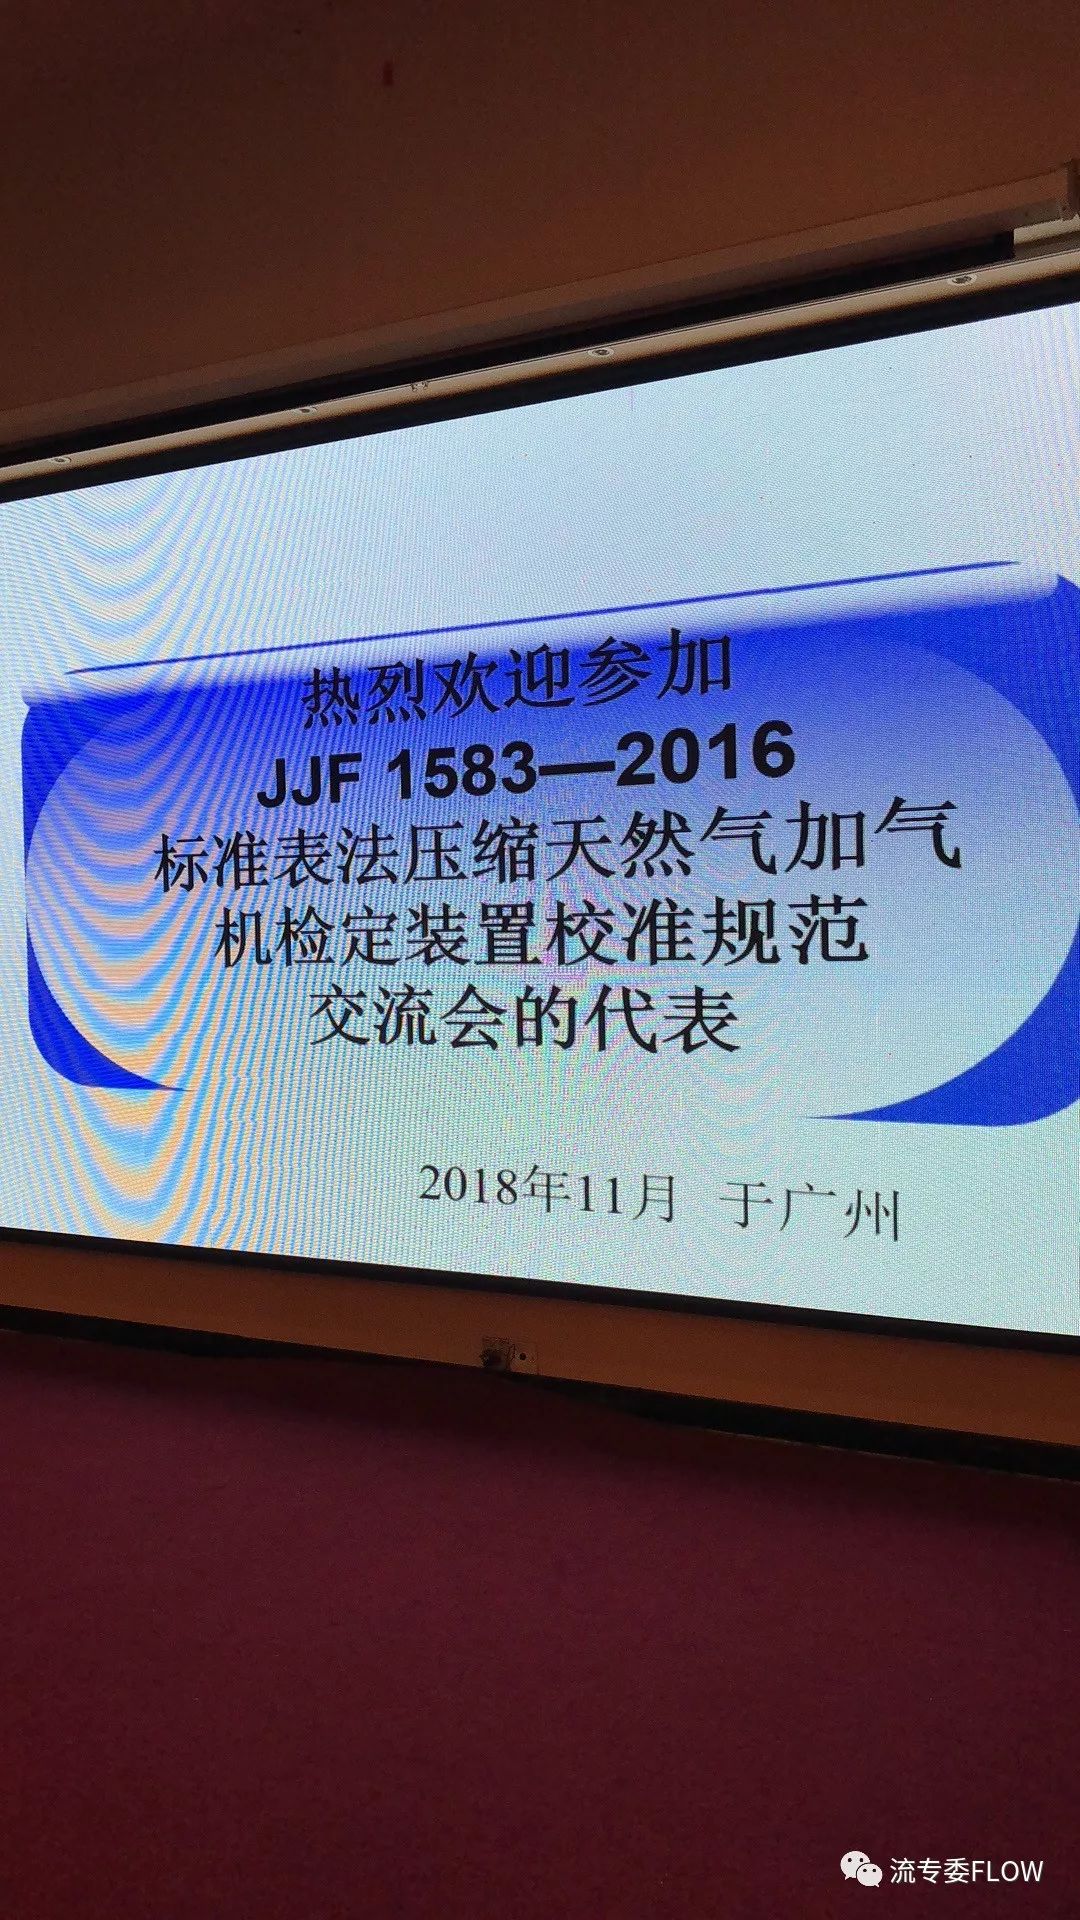 热烈欢迎参加
JJF 1583—2016
标准表法压缩天然气加气
机检定装置校准规范
交流会的代表
2018年11月 于广州
流专委FLOW